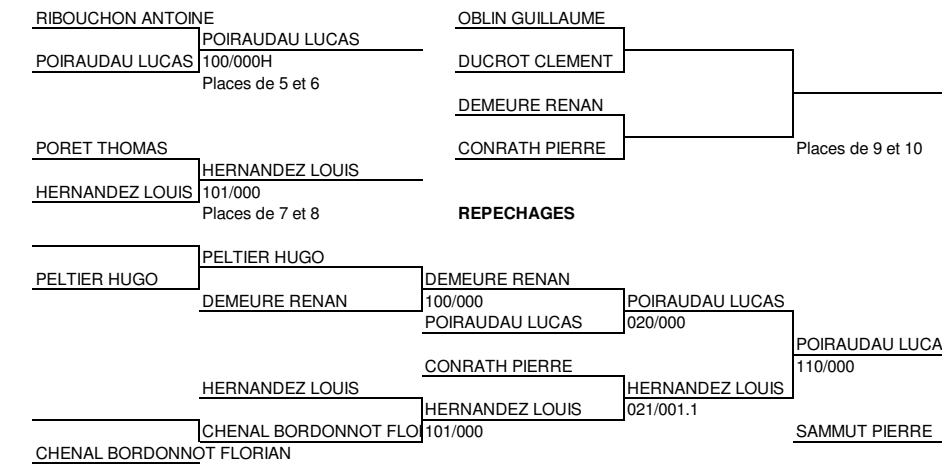 RIBOUCHON ANTOINE
POIRAUDAU LUCAS
POIRAUDAU LUCAS
100/000H
Places de 5 et 6
PORET THOMAS
HERNANDEZ LOUIS
HERNANDEZ LOUIS
101/000
Places de 7 et 8
OBLIN GUILLAUME
DUCROT CLEMENT
DEMEURE RENAN
CONRATH PIERRE
Places de 9 et 10
REPECHAGES
PELTIER HUGO
PELTIER HUGO
DEMEURE RENAN
DEMEURE RENAN
100/000
POIRAUDAU LUCAS
POIRAUDAU LUCAS
020/000
POIRAUDAU LUCA
110/000
CONRATH PIERRE
HERNANDEZ LOUIS
HERNANDEZ LOUIS
021/001.1
HERNANDEZ LOUIS
101/000
CHENAL BORDONNOT FLO
CHENAL BORDONNOT FLORIAN
SAMMUT PIERRE